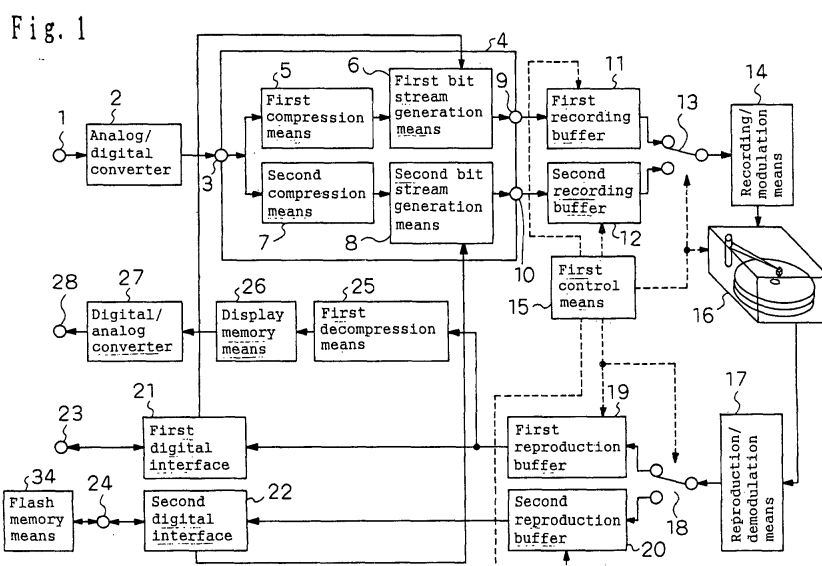 Fig. 1
4
5
6
9
11
14
2
1
First
compression
means
First bit
stream
generation
means
First
recording
buffer
13
Recording/
modulation
means
Analog/
digital
converter
3
Second
compression
means
Second bit
stream
generation
means
Second
recording
buffer
7
8
10
12
First
control
means
15
16
28
27
26
25
Digital/
analog
converter
Display
memory
means
First
decompression
means
21
19
17
23
First
digital
interface
First
reproduction
buffer
Reproduction/
demodulation
means
34
24
22
18
Flash
memory
means
Second
digital
interface
Second
reproduction
buffer
20